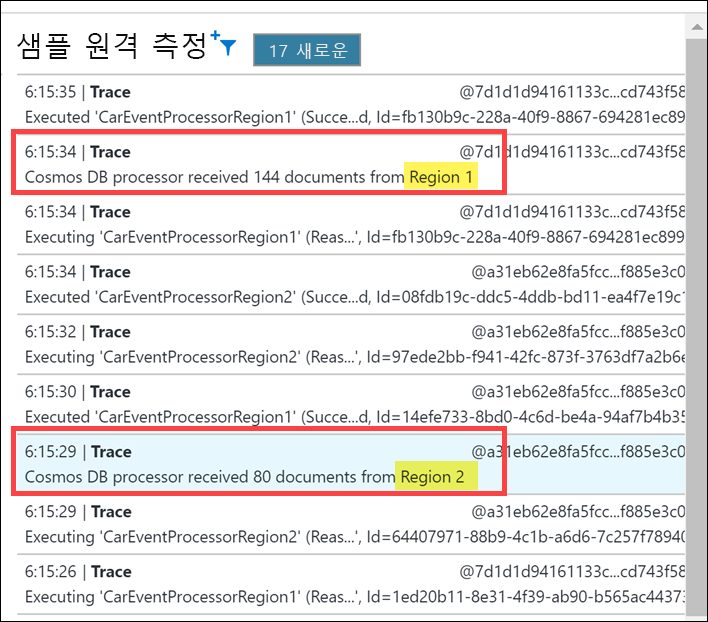 샘플 원격 측정
17 새로운
6:15:35 | Trace @7d1d1d94161133c...cd743f58
Executed 'CarEventProcessorRegion1' (Succe...d, Id=fb130b9c-228a-40f9-8867-694281ec89
6:15:34 | Trace @7d1d1d94161133c...cd743f58
Cosmos DB processor received 144 documents from Region 1
6:15:34 | Trace @7d1d1d94161133c...cd743f58
Executing 'CarEventProcessorRegion1' (Reas...', Id=fb130b9c-228a-40f9-8867-694281ec899
6:15:34 | Trace @a31eb62e8fa5fcc...f885e3c0
Executed 'CarEventProcessorRegion2' (Succe...d, Id=08fdb19c-ddc5-4ddb-bd11-ea4f7e19c1
6:15:32 | Trace @a31eb62e8fa5fcc...f885e3c0
Executing 'CarEventProcessorRegion2' (Reas...', Id=97ede2bb-f941-42fc-873f-3763df7a2b6e
6:15:30 | Trace @a31eb62e8fa5fcc...f885e3c0
Executed 'CarEventProcessorRegion1' (Succe...d, Id=14efe733-8bd0-4c6d-be4a-94af7b4b35
6:15:29 | Trace @a31eb62e8fa5fcc...f885e3c0
Cosmos DB processor received 80 documents from Region 2
6:15:29 | Trace @a31eb62e8fa5fcc...f885e3c0
Executing 'CarEventProcessorRegion2' (Reas...', Id=64407971-88b9-4c1b-a6d6-7c257f78940
6:15:26 | Trace @7d1d1d94161133c...cd743f58
Executing 'CarEventProcessorRegion1' (Reas...', Id=1ed20b11-8e31-4f39-ab90-b565ac44373